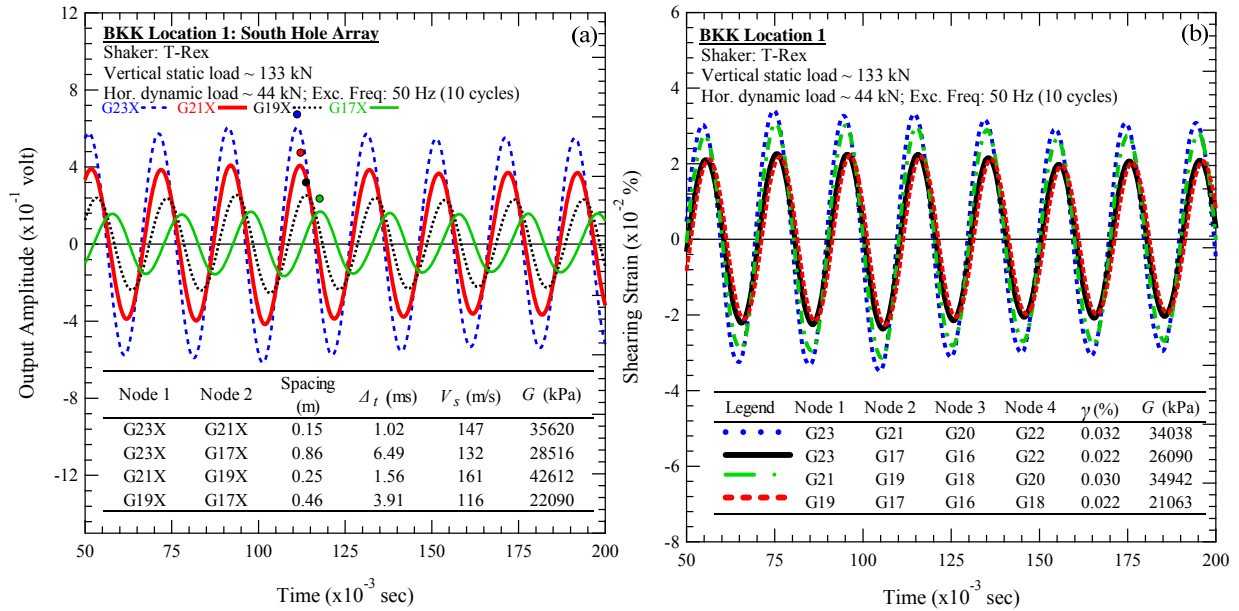 BKK Location 1: South Hole Array
(a)
Shaker: T-Rex
Vertical static load ~ 133 kN
Hor. dynamic load ~ 44 kN; Exc. Freq: 50 Hz (10 cycles)
G23X G21X G19X G17X
12
8
4
0
-4
-8
-12
Output Amplitude (x10⁻¹ volt)
Node 1 Node 2 Spacing (m) Δt (ms) Vs (m/s) G (kPa)
G23X G21X 0.15 1.02 147 35620
G23X G17X 0.86 6.49 132 28516
G21X G19X 0.25 1.56 161 42612
G19X G17X 0.46 3.91 116 22090
50 75 100 125 150 175 200
Time (x10⁻³ sec)
BKK Location 1
(b)
Shaker: T-Rex
Vertical static load ~ 133 kN
Hor. dynamic load ~ 44 kN; Exc. Freq: 50 Hz (10 cycles)
6
4
2
0
-2
-4
-6
-8
Shearing Strain (x10⁻² %)
Legend Node 1 Node 2 Node 3 Node 4 γ (%) G (kPa)
G23 G21 G20 G22 0.032 34038
G23 G17 G16 G22 0.022 26090
G21 G19 G18 G20 0.030 34942
G19 G17 G16 G18 0.022 21063
50 75 100 125 150 175 200
Time (x10⁻³ sec)